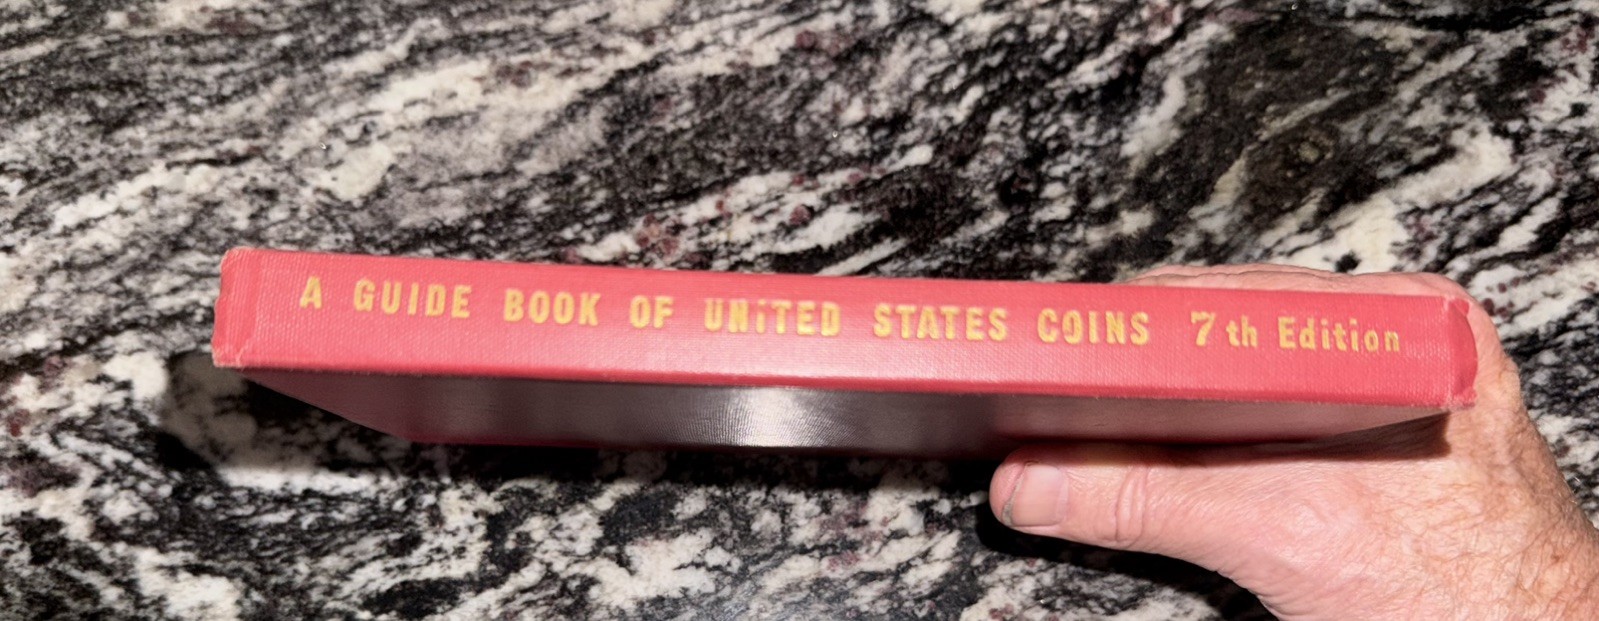 A GUIDE BOOK OF UNITED STATES COINS 7th Edition